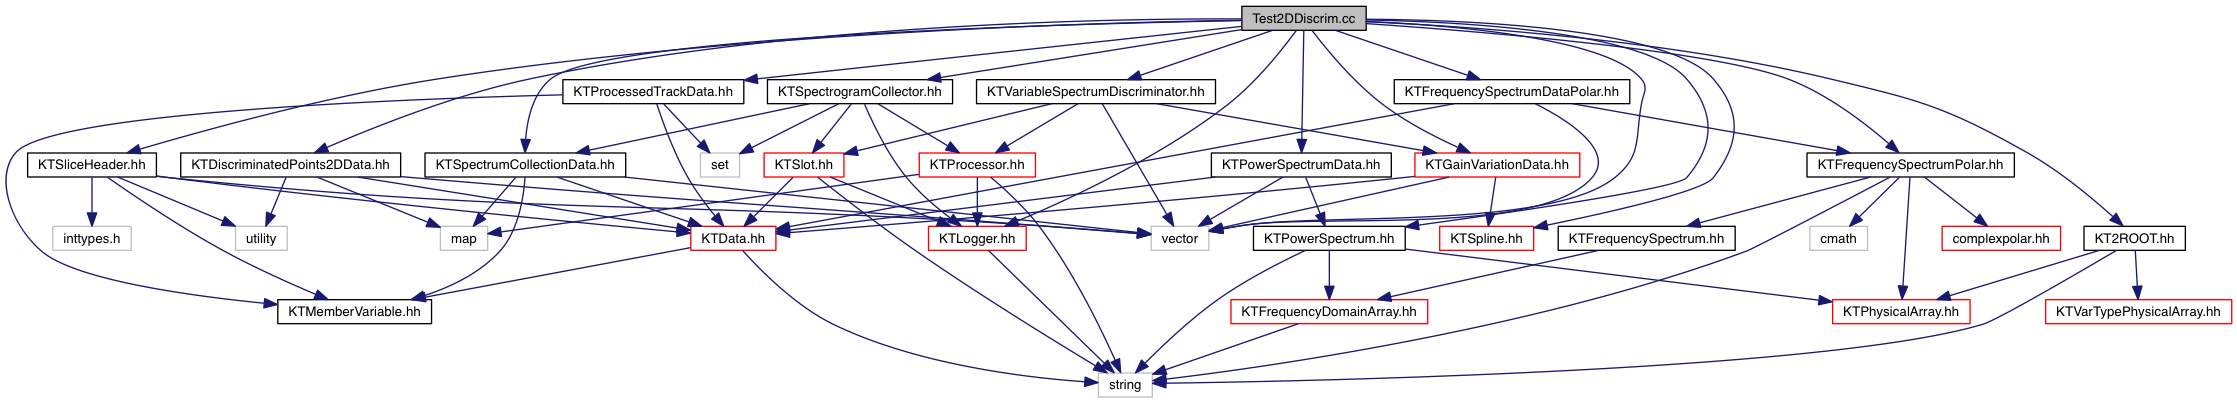 Test2DDiscrim.cc
KTProcessedTrackData.hh
KTSpectrogramCollector.hh
KTVariableSpectrumDiscriminator.hh
KTFrequencySpectrumDataPolar.hh
KTSliceHeader.hh
KTDiscriminatedPoints2DData.hh
KTSpectrumCollectionData.hh
set
KTSlot.hh
KTProcessor.hh
KTPowerSpectrumData.hh
KTGainVariationData.hh
KTFrequencySpectrumPolar.hh
inttypes.h
utility
map
KTData.hh
KTLogger.hh
vector
KTPowerSpectrum.hh
KTSpline.hh
KTFrequencySpectrum.hh
cmath
complexpolar.hh
KT2ROOT.hh
KTMemberVariable.hh
KTFrequencyDomainArray.hh
KTPhysicalArray.hh
KTVarTypePhysicalArray.hh
string